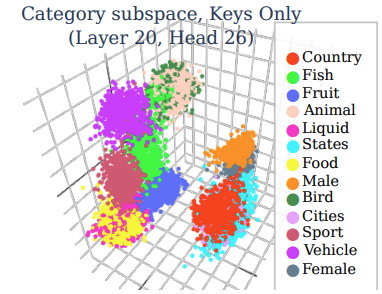 Category subspace, Keys Only
(Layer 20, Head 26)
Country
Fish
Fruit
Animal
Liquid
States
Food
Male
Bird
Cities
Sport
Vehicle
Female